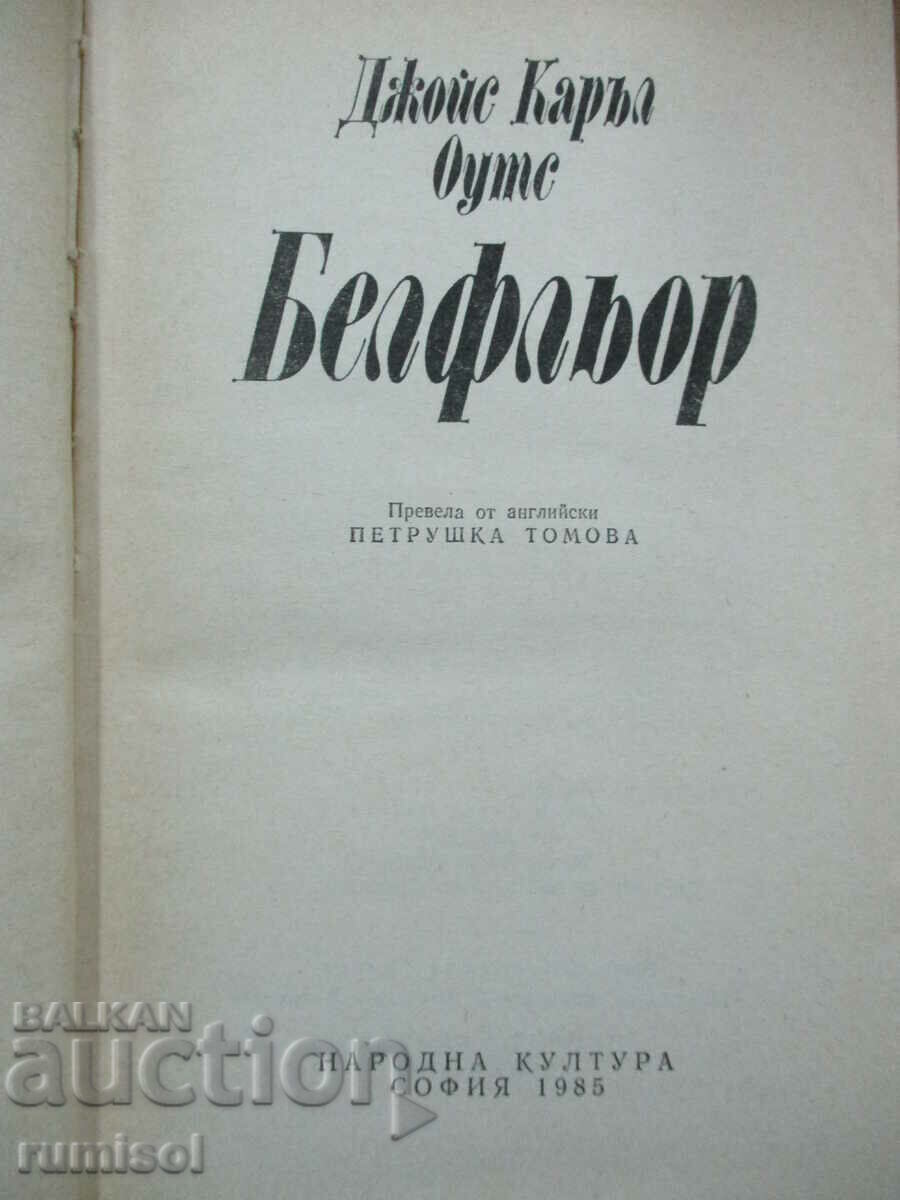 Джойс Каръл
Оутс
Белфльор
Превела от английски
ПЕТРУШКА ТОМОВА
НАРОДНА КУЛТУРА
СОФИЯ 1985
BALKAN
auction
rumisol